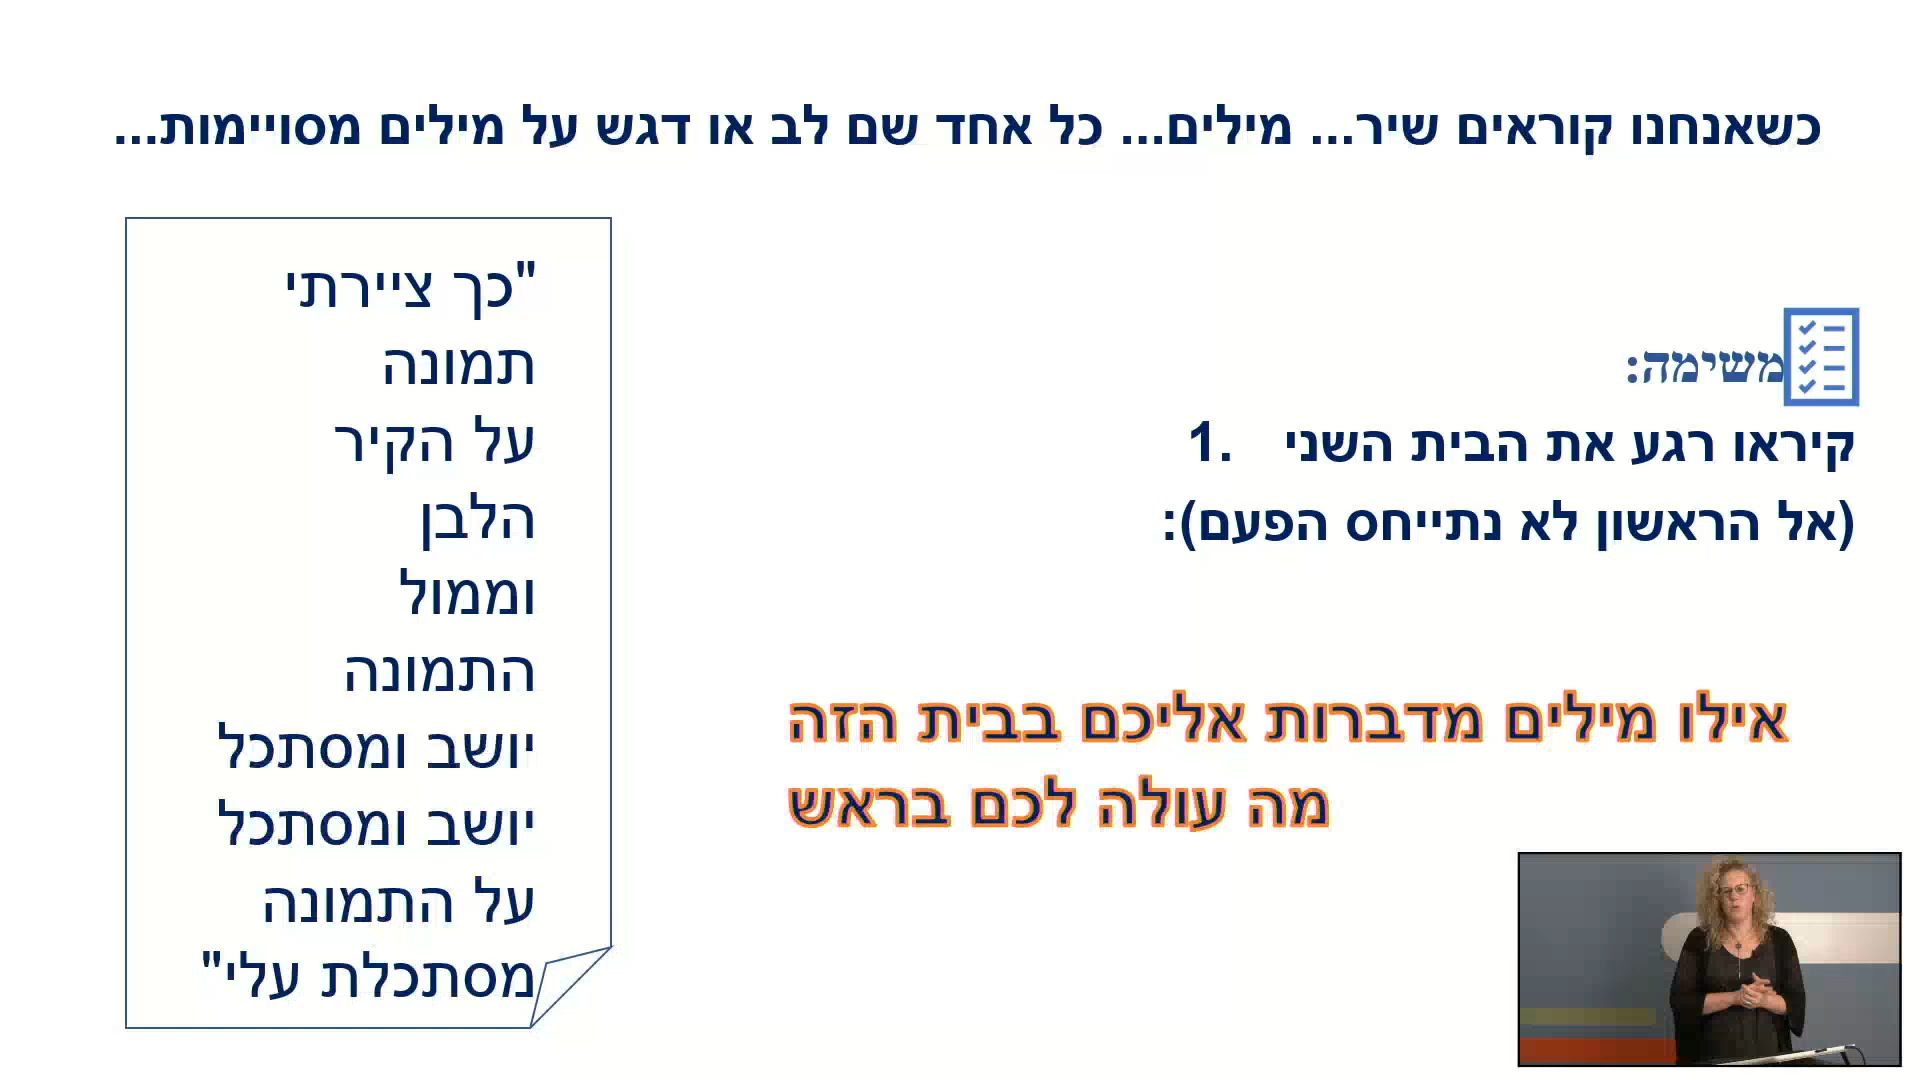 כשאנחנו קוראים שיר... מילים... כל אחד שם לב או דגש על מילים מסויימות...
משימה:
1. קיראו רגע את הבית השני
(אל הראשון לא נתייחס הפעם):
אילו מילים מדברות אליכם בבית הזה
מה עולה לכם בראש
"כך ציירתי
תמונה
על הקיר
הלבן
וממול
התמונה
יושב ומסתכל
יושב ומסתכל
על התמונה
מסתכלת עלי"